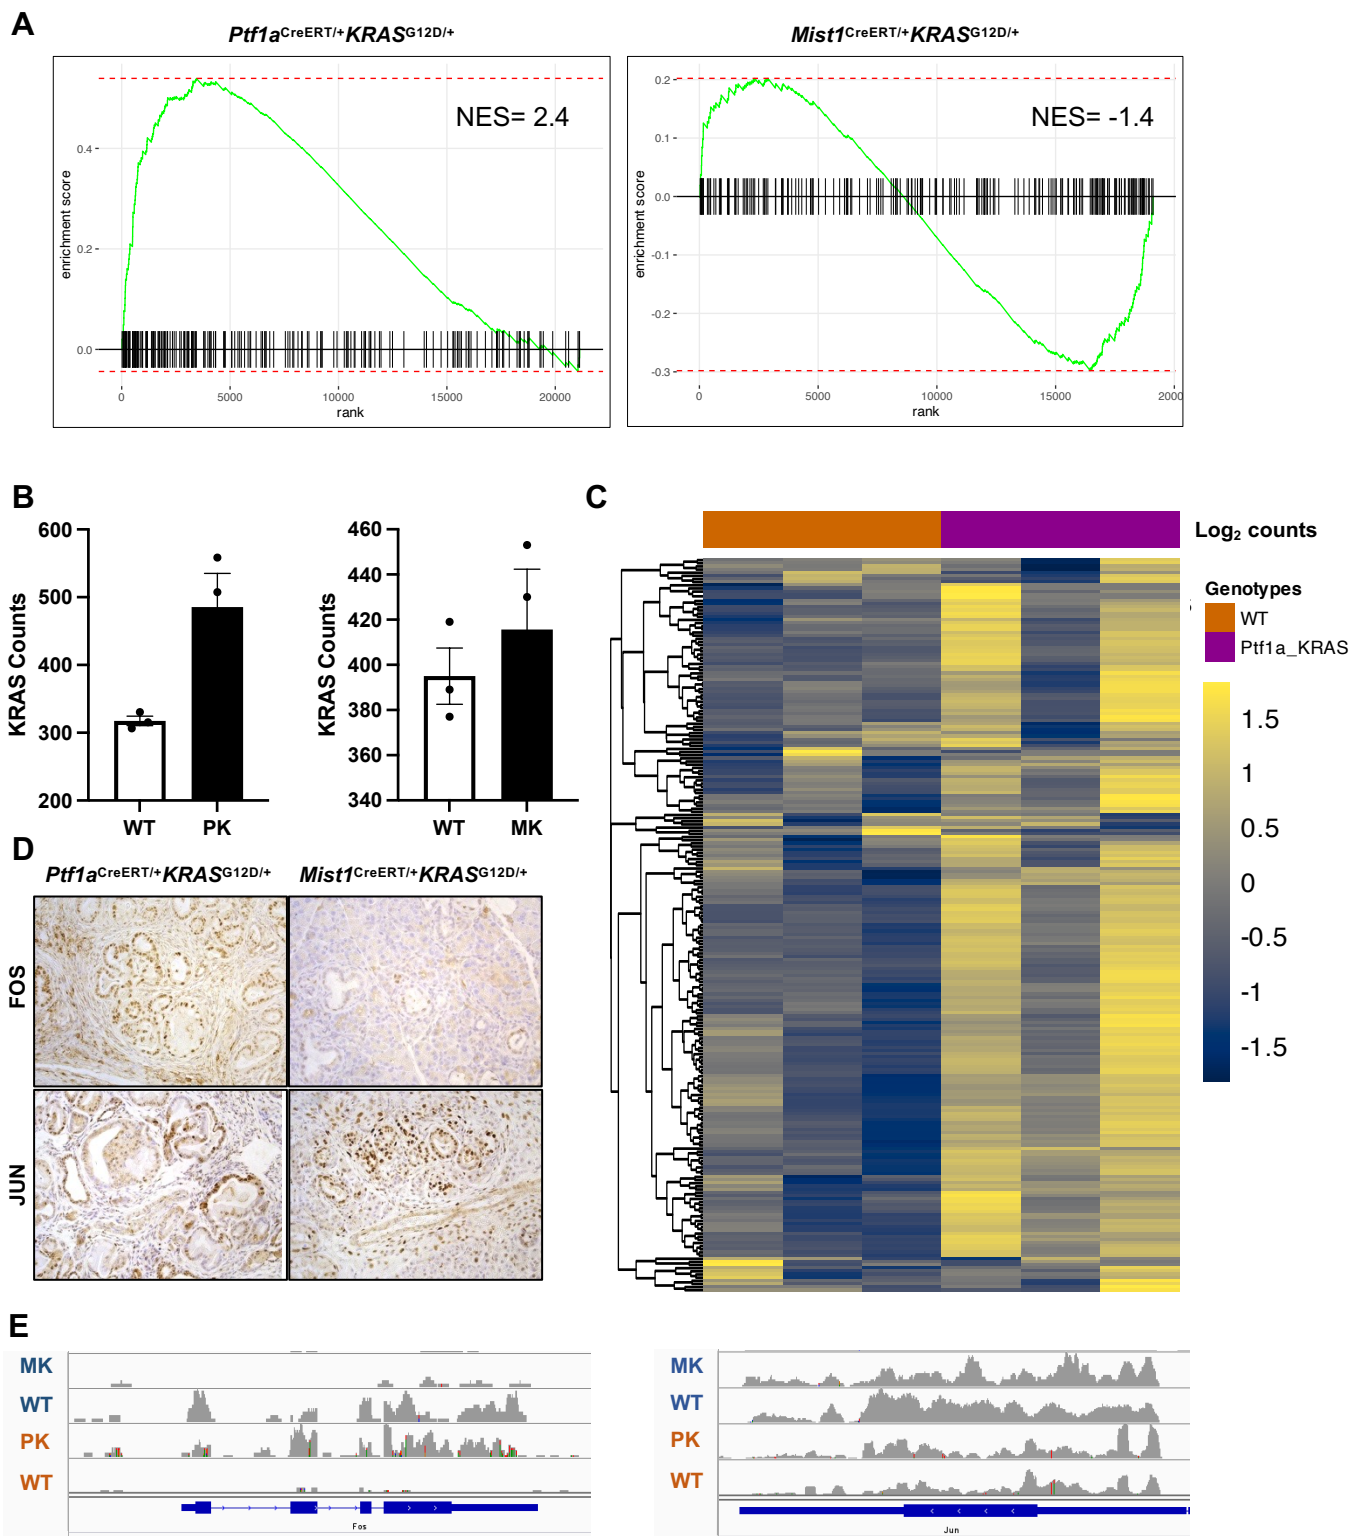 A
Ptf1aCreERT/+KRASG12D/+
Mist1CreERT/+KRASG12D/+
NES= 2.4
NES= -1.4
enrichment score
0.4
0.2
0.0
0
5000
10000
15000
20000
rank
enrichment score
0.2
0.1
0.0
-0.1
-0.2
-0.3
0
5000
10000
15000
2000
rank
B
KRAS Counts
600
500
400
300
200
WT
PK
KRAS Counts
460
440
420
400
380
360
340
WT
MK
C
Log2 counts
Genotypes
WT
Ptf1a_KRAS
1.5
1
0.5
0
-0.5
-1
-1.5
D
Ptf1aCreERT/+KRASG12D/+
Mist1CreERT/+KRASG12D/+
FOS
JUN
E
MK
WT
PK
WT
Fos
MK
WT
PK
WT
Jun